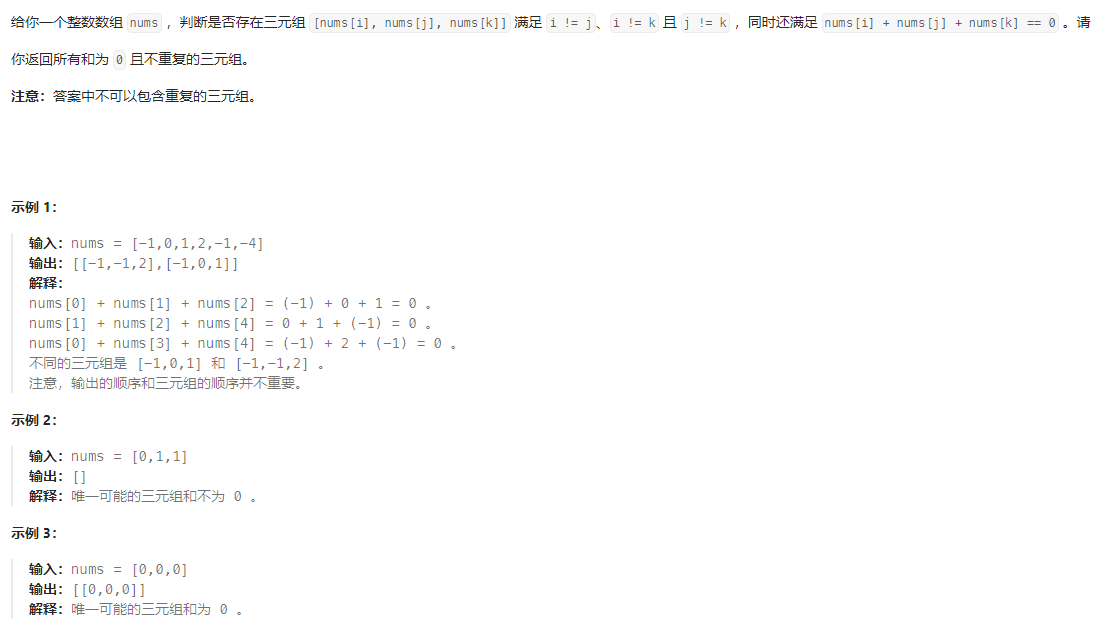 给你一个整数数组 nums ，判断是否存在三元组 [nums[i], nums[j], nums[k]] 满足 i != j、i != k 且 j != k ，同时还满足 nums[i] + nums[j] + nums[k] == 0 。请
你返回所有和为 0 且不重复的三元组。
注意：答案中不可以包含重复的三元组。
示例 1：
输入：nums = [-1,0,1,2,-1,-4]
输出：[[-1,-1,2],[-1,0,1]]
解释：
nums[0] + nums[1] + nums[2] = (-1) + 0 + 1 = 0 。
nums[1] + nums[2] + nums[4] = 0 + 1 + (-1) = 0 。
nums[0] + nums[3] + nums[4] = (-1) + 2 + (-1) = 0 。
不同的三元组是 [-1,0,1] 和 [-1,-1,2] 。
注意，输出的顺序和三元组的顺序并不重要。
示例 2：
输入：nums = [0,1,1]
输出：[]
解释：唯一可能的三元组和不为 0 。
示例 3：
输入：nums = [0,0,0]
输出：[[0,0,0]]
解释：唯一可能的三元组和为 0 。